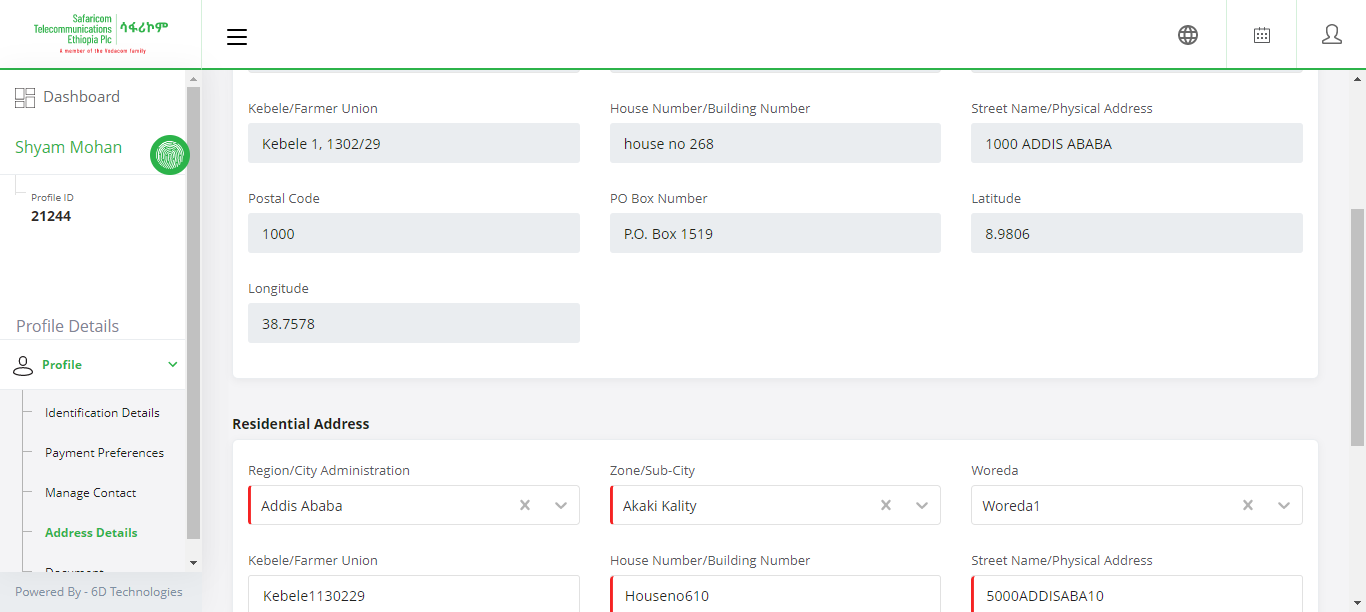 Safaricom
Telecommunications
Ethiopia Plc
ሳፋሪኮም
A member of the Vodacom family
Dashboard
Shyam Mohan
Profile ID
21244
Profile Details
Profile
Identification Details
Payment Preferences
Manage Contact
Address Details
Document
Powered By - 6D Technologies
Kebele/Farmer Union
House Number/Building Number
Street Name/Physical Address
Kebele 1, 1302/29
house no 268
1000 ADDIS ABABA
Postal Code
PO Box Number
Latitude
1000
P.O. Box 1519
8.9806
Longitude
38.7578
Residential Address
Region/City Administration
Zone/Sub-City
Woreda
Addis Ababa
Akaki Kality
Woreda1
Kebele/Farmer Union
House Number/Building Number
Street Name/Physical Address
Kebele1130229
Houseno610
5000ADDISABA10